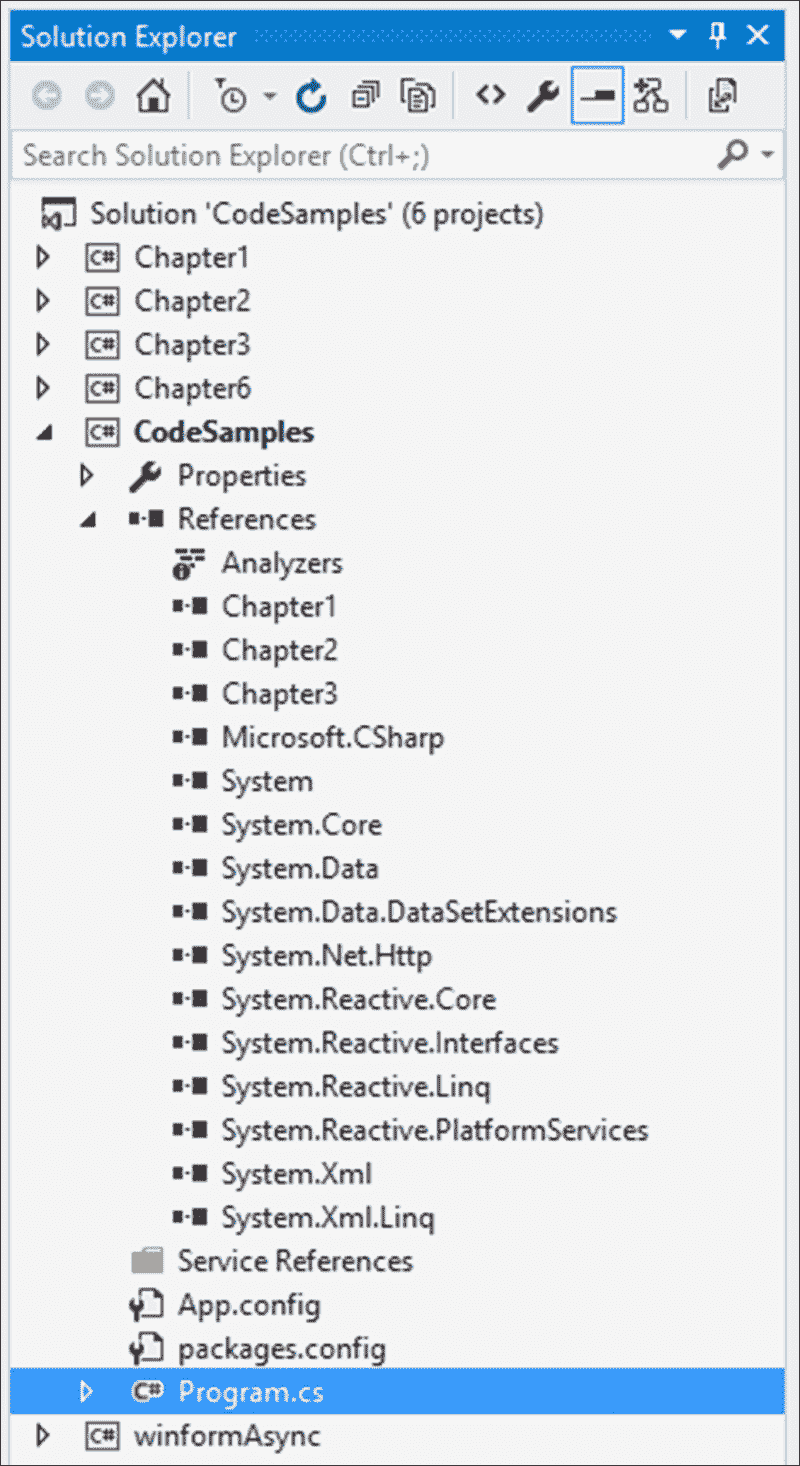 Solution Explorer
Search Solution Explorer (Ctrl+;)
Solution 'CodeSamples' (6 projects)
C# Chapter1
C# Chapter2
C# Chapter3
C# Chapter6
C# CodeSamples
Properties
References
Analyzers
Chapter1
Chapter2
Chapter3
Microsoft.CSharp
System
System.Core
System.Data
System.Data.DataSetExtensions
System.Net.Http
System.Reactive.Core
System.Reactive.Interfaces
System.Reactive.Linq
System.Reactive.PlatformServices
System.Xml
System.Xml.Linq
Service References
App.config
packages.config
C# Program.cs
C# winformAsync